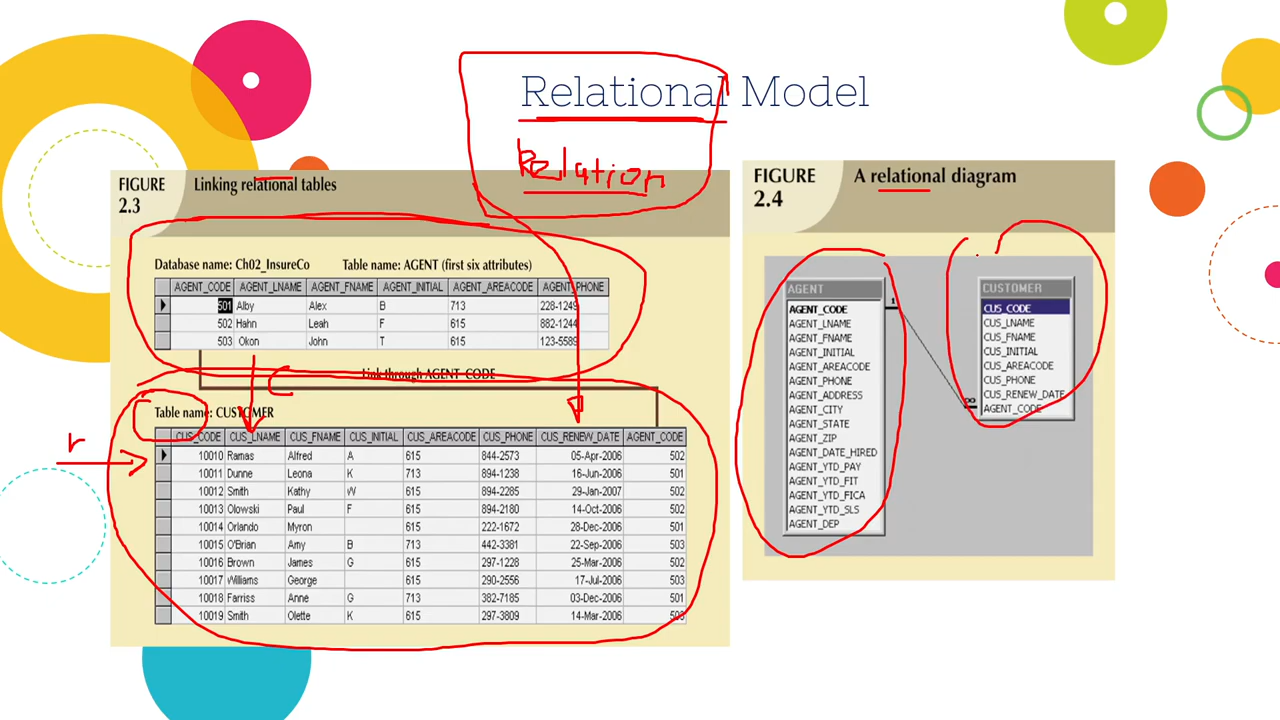 Relational Model
Relation
FIGURE 2.3
Linking relational tables
Database name: Ch02_InsureCo Table name: AGENT (first six attributes)
AGENT_CODE AGENT_LNAME AGENT_FNAME AGENT_INITIAL AGENT_AREACODE AGENT_PHONE
501 Alby Alex B 713 228-1249
502 Hahn Leah F 615 882-1244
503 Okon John T 615 123-5589
Link through AGENT_CODE
Table name: CUSTOMER
CUS_CODE CUS_LNAME CUS_FNAME CUS_INITIAL CUS_AREACODE CUS_PHONE CUS_RENEW_DATE AGENT_CODE
10010 Ramas Alfred A 615 844-2573 05-Apr-2006 502
10011 Dunne Leona K 713 894-1238 16-Jun-2006 501
10012 Smith Kathy W 615 894-2285 29-Jan-2007 502
10013 Olowski Paul F 615 894-2180 14-Oct-2006 502
10014 Orlando Myron 615 222-1672 28-Dec-2006 501
10015 O'Brian Amy B 713 442-3381 22-Sep-2006 503
10016 Brown James G 615 297-1228 25-Mar-2006 502
10017 Williams George 615 290-2556 17-Jul-2006 503
10018 Farriss Anne G 713 382-7185 03-Dec-2006 501
10019 Smith Olette K 615 297-3809 14-Mar-2006 503
r
C
FIGURE 2.4
A relational diagram
AGENT
AGENT_CODE
AGENT_LNAME
AGENT_FNAME
AGENT_INITIAL
AGENT_AREACODE
AGENT_PHONE
AGENT_ADDRESS
AGENT_CITY
AGENT_STATE
AGENT_ZIP
AGENT_DATE_HIRED
AGENT_YTD_PAY
AGENT_YTD_FIT
AGENT_YTD_FICA
AGENT_YTD_SLS
AGENT_DEP
1
∞
CUSTOMER
CUS_CODE
CUS_LNAME
CUS_FNAME
CUS_INITIAL
CUS_AREACODE
CUS_PHONE
CUS_RENEW_DATE
AGENT_CODE